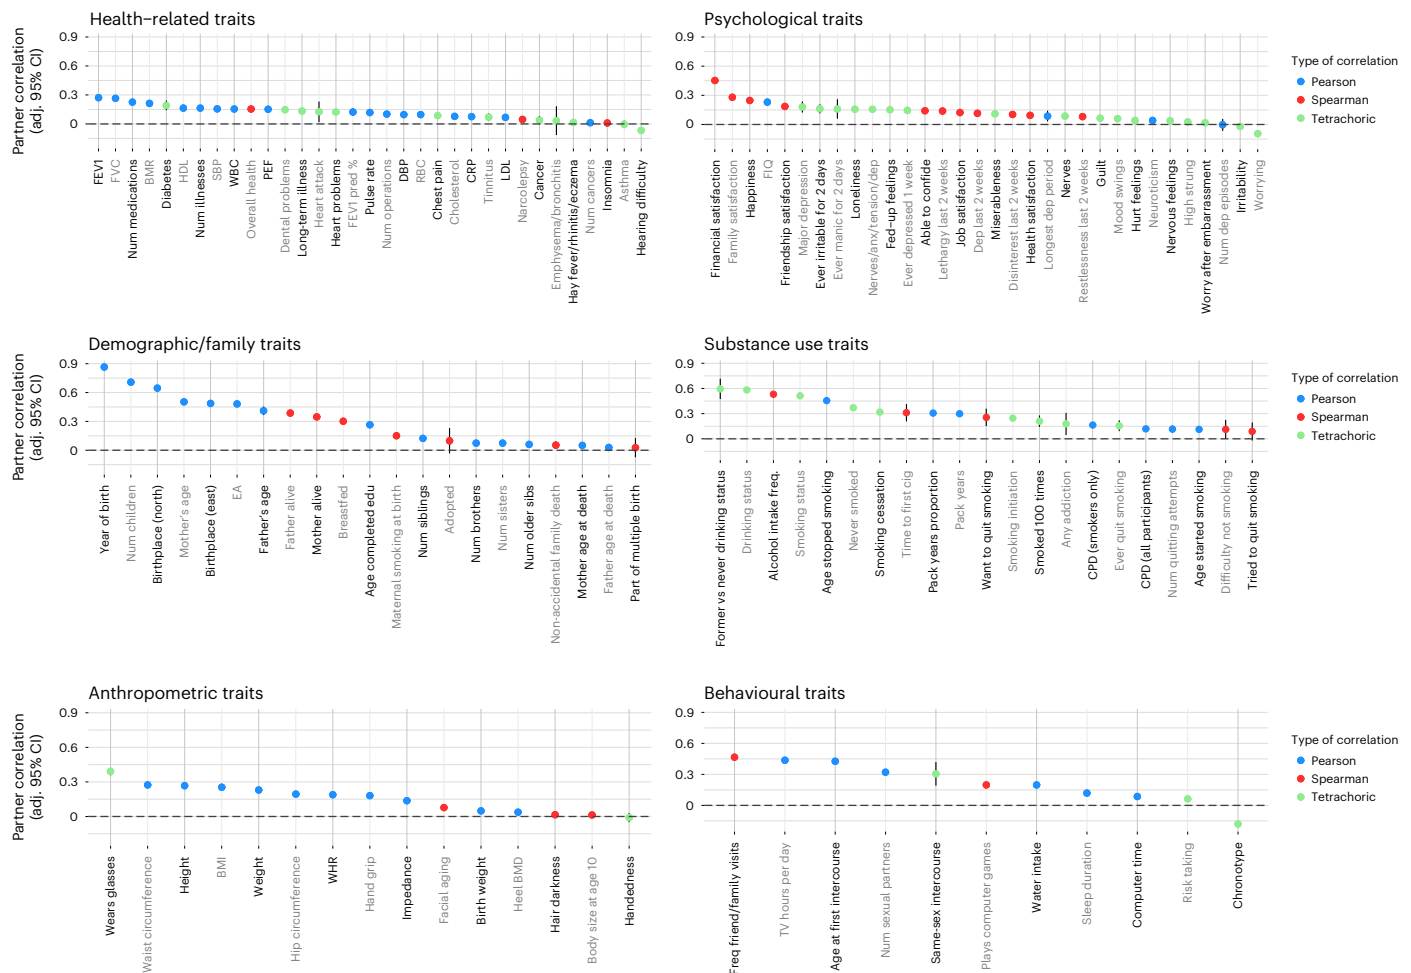 Health–related traits
Partner correlation
(adj. 95% CI)
0.9
0.6
0.3
0
FEV1
FVC
Num medications
BMR
Diabetes
HDL
Num illnesses
SBP
WBC
Overall health
PEF
Dental problems
Long-term illness
Heart attack
Heart problems
FEV1 pred %
Pulse rate
Num operations
DBP
RBC
Chest pain
Cholesterol
CRP
Tinnitus
LDL
Narcolepsy
Cancer
Emphysema/bronchitis
Hay fever/rhinitis/eczema
Num cancers
Insomnia
Asthma
Hearing difficulty
Psychological traits
0.9
0.6
0.3
0
Financial satisfaction
Family satisfaction
Happiness
FIQ
Friendship satisfaction
Major depression
Ever irritable for 2 days
Ever manic for 2 days
Loneliness
Nerves/anx/tension/dep
Fed–up feelings
Ever depressed 1 week
Able to confide
Lethargy last 2 weeks
Job satisfaction
Dep last 2 weeks
Miserableness
Disinterest last 2 weeks
Health satisfaction
Longest dep period
Nerves
Restlessness last 2 weeks
Guilt
Mood swings
Hurt feelings
Neuroticism
Nervous feelings
High strung
Worry after embarrassment
Num dep episodes
Irritability
Worrying
Type of correlation
Pearson
Spearman
Tetrachoric
Demographic/family traits
Partner correlation
(adj. 95% CI)
0.9
0.6
0.3
0
Year of birth
Num children
Birthplace (north)
Mother's age
Birthplace (east)
EA
Father's age
Father alive
Mother alive
Breastfed
Age completed edu
Maternal smoking at birth
Num siblings
Adopted
Num brothers
Num sisters
Num older sibs
Non-accidental family death
Mother age at death
Father age at death
Part of multiple birth
Substance use traits
0.9
0.6
0.3
0
Former vs never drinking status
Drinking status
Alcohol intake freq.
Smoking status
Age stopped smoking
Never smoked
Smoking cessation
Time to first cig
Pack years proportion
Pack years
Want to quit smoking
Smoking initiation
Smoked 100 times
Any addiction
CPD (smokers only)
Ever quit smoking
CPD (all participants)
Num quitting attempts
Age started smoking
Difficulty not smoking
Tried to quit smoking
Type of correlation
Pearson
Spearman
Tetrachoric
Anthropometric traits
Partner correlation
(adj. 95% CI)
0.9
0.6
0.3
0
Wears glasses
Waist circumference
Height
BMI
Weight
Hip circumference
WHR
Hand grip
Impedance
Facial aging
Birth weight
Heel BMD
Hair darkness
Body size at age 10
Handedness
Behavioural traits
0.9
0.6
0.3
0
Freq friend/family visits
TV hours per day
Age at first intercourse
Num sexual partners
Same-sex intercourse
Plays computer games
Water intake
Sleep duration
Computer time
Risk taking
Chronotype
Type of correlation
Pearson
Spearman
Tetrachoric